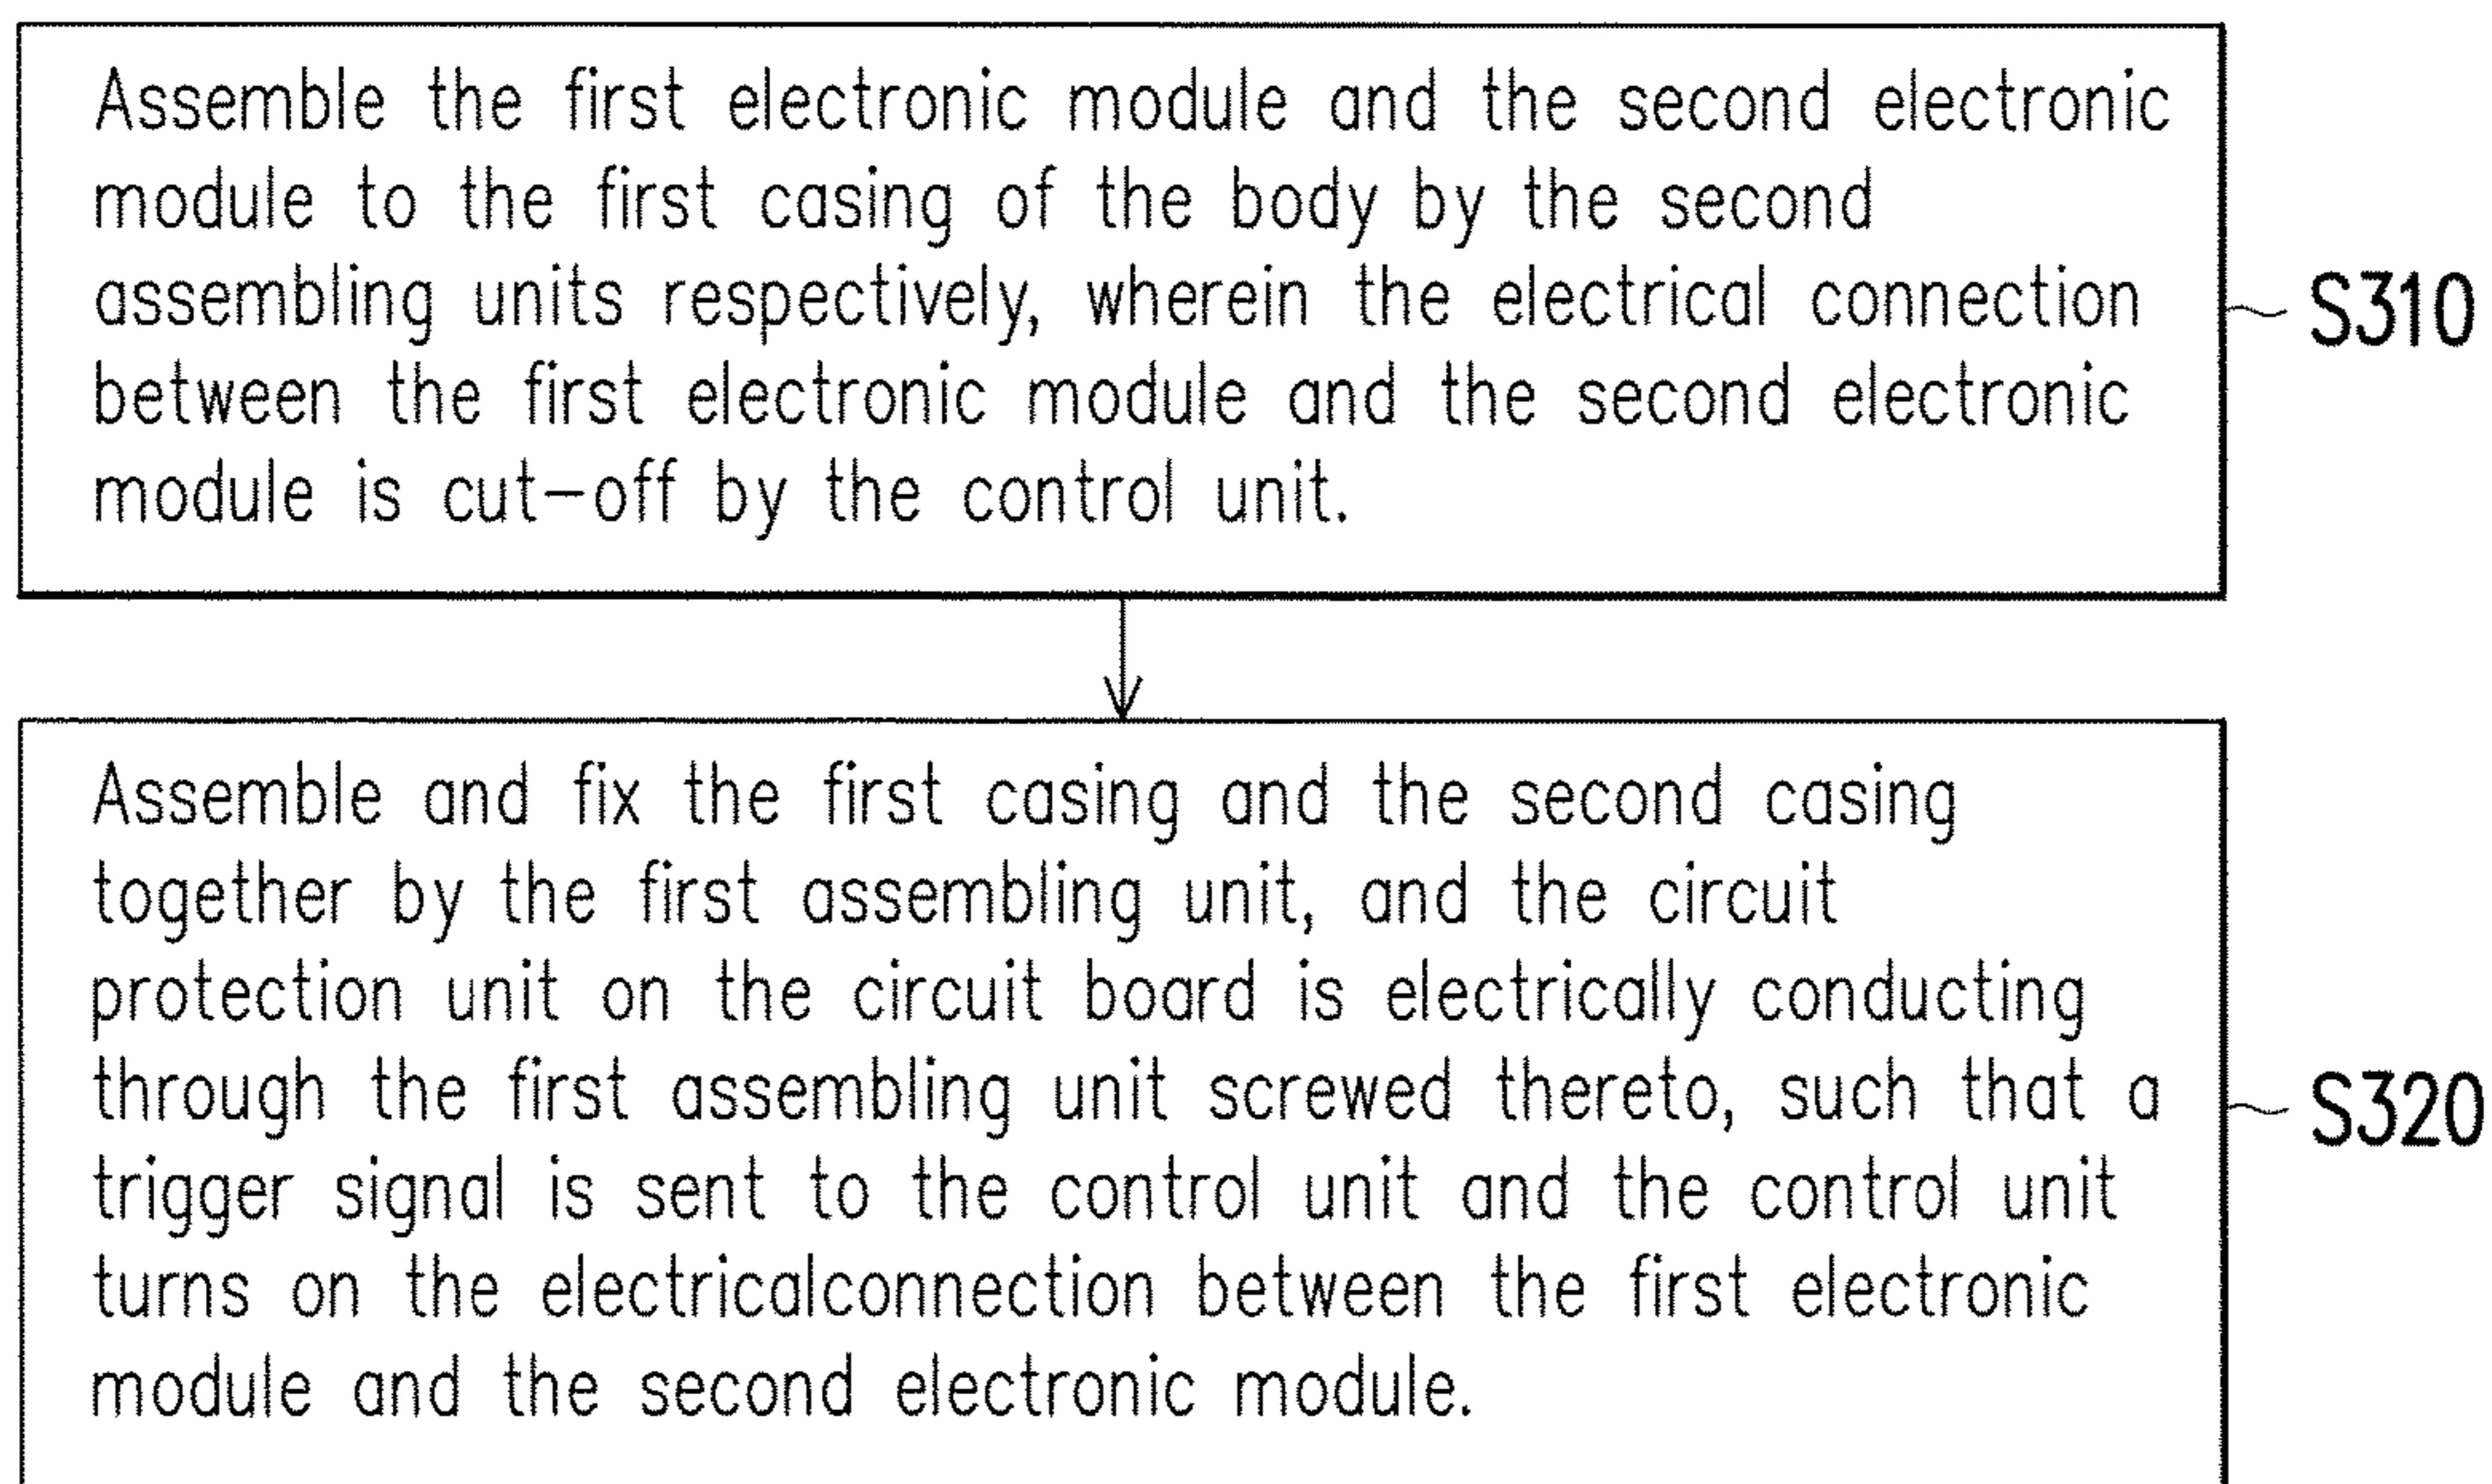 Assemble the first electronic module and the second electronic
module to the first casing of the body by the second
assembling units respectively, wherein the electrical connection
between the first electronic module and the second electronic
module is cut-off by the control unit.
S310
Assemble and fix the first casing and the second casing
together by the first assembling unit, and the circuit
protection unit on the circuit board is electrically conducting
through the first assembling unit screwed thereto, such that a
trigger signal is sent to the control unit and the control unit
turns on the electricalconnection between the first electronic
module and the second electronic module.
S320